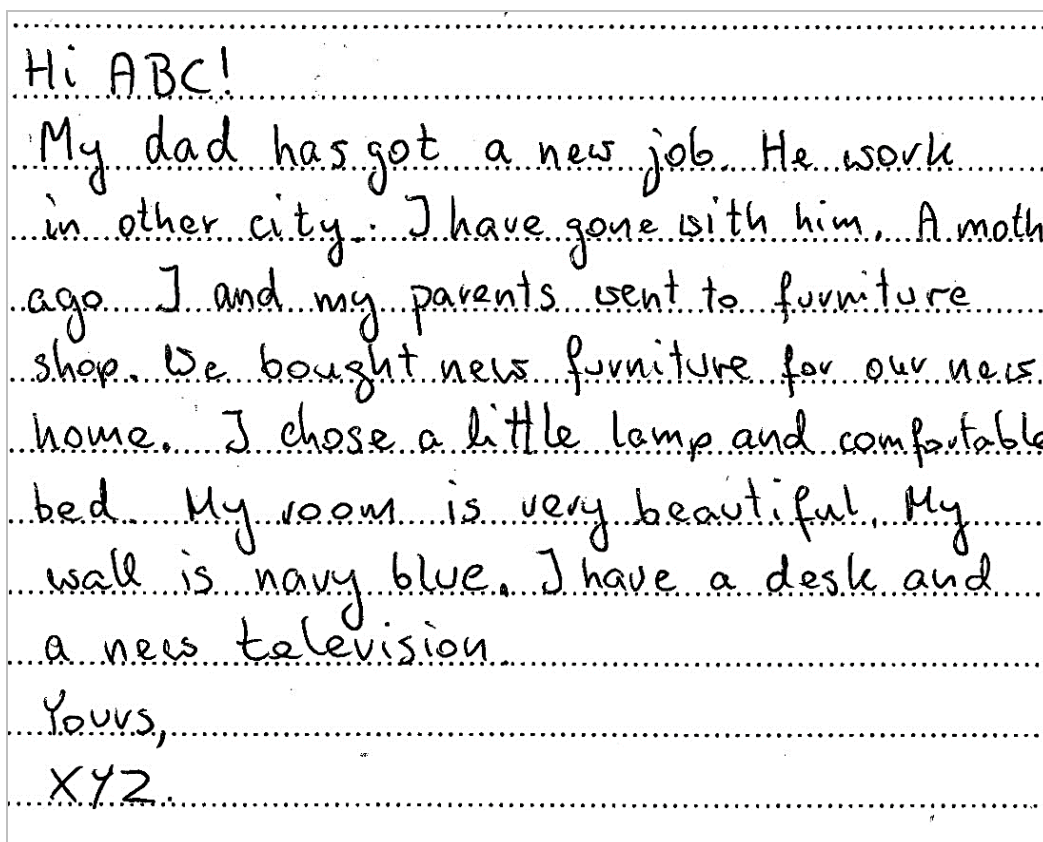 Hi ABC!
My dad has got a new job. He work
in other city. I have gone with him. A moth
ago I and my parents went to furniture
shop. We bought new furniture for our new
home. I chose a little lamp and comfortable
bed. My room is very beautiful. My
wall is navy blue. I have a desk and
a new television.
Yours,
XYZ.